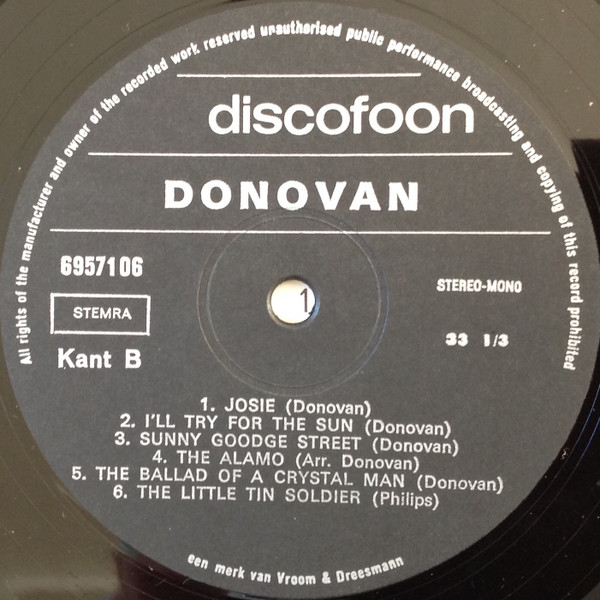 All rights of the manufacturer and owner of the recorded work reserved unauthorised public performance broadcasting and copying of this record prohibited
discofoon
DONOVAN
6957106
STEREO-MONO
STEMRA
33 1/3
Kant B
1
1. JOSIE (Donovan)
2. I'LL TRY FOR THE SUN (Donovan)
3. SUNNY GOODGE STREET (Donovan)
4. THE ALAMO (Arr. Donovan)
5. THE BALLAD OF A CRYSTAL MAN (Donovan)
6. THE LITTLE TIN SOLDIER (Philips)
een merk van Vroom & Dreesmann